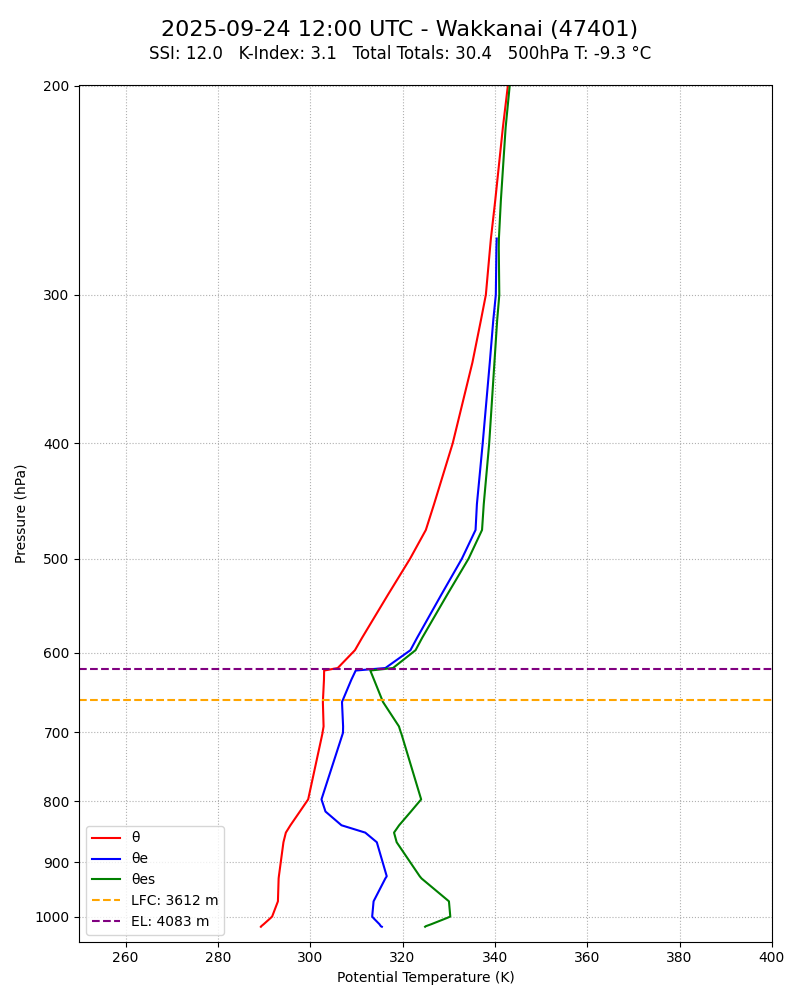 2025-09-24 12:00 UTC - Wakkanai (47401)
SSI: 12.0   K-Index: 3.1   Total Totals: 30.4   500hPa T: -9.3 °C
200
300
400
500
600
700
800
900
1000
Pressure (hPa)
θ
θe
θes
LFC: 3612 m
EL: 4083 m
260 280 300 320 340 360 380 400
Potential Temperature (K)